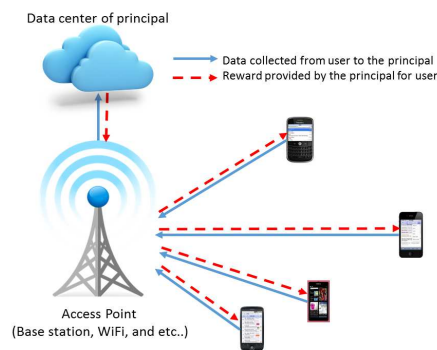 Data center of principal
Data collected from user to the principal
Reward provided by the principal for user
Access Point
(Base station, WiFi, and etc..)